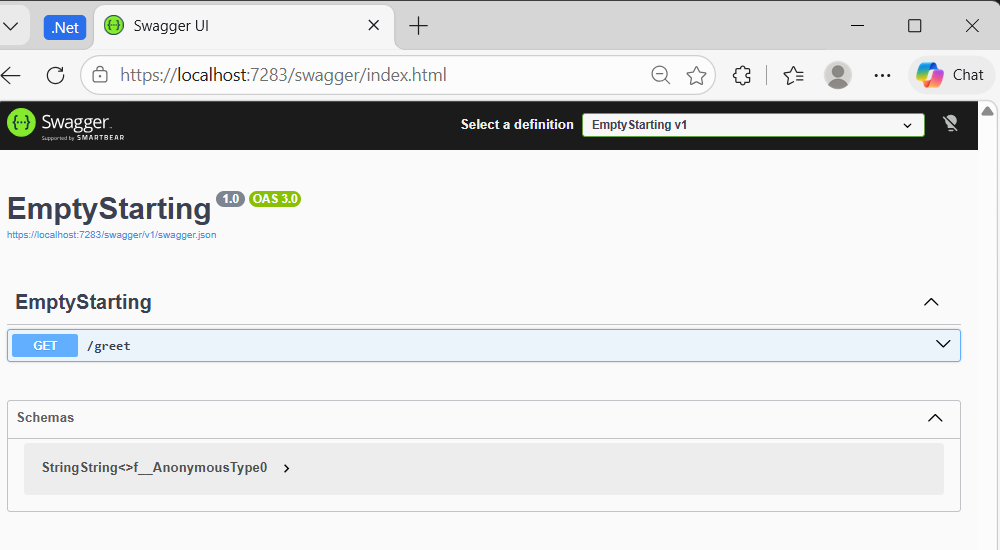 .Net
Swagger UI
https://localhost:7283/swagger/index.html
Chat
Swagger.
Supported by SMARTBEAR
Select a definition
EmptyStarting v1
EmptyStarting 1.0 OAS 3.0
https://localhost:7283/swagger/v1/swagger.json
EmptyStarting
GET /greet
Schemas
StringString<>f__AnonymousType0